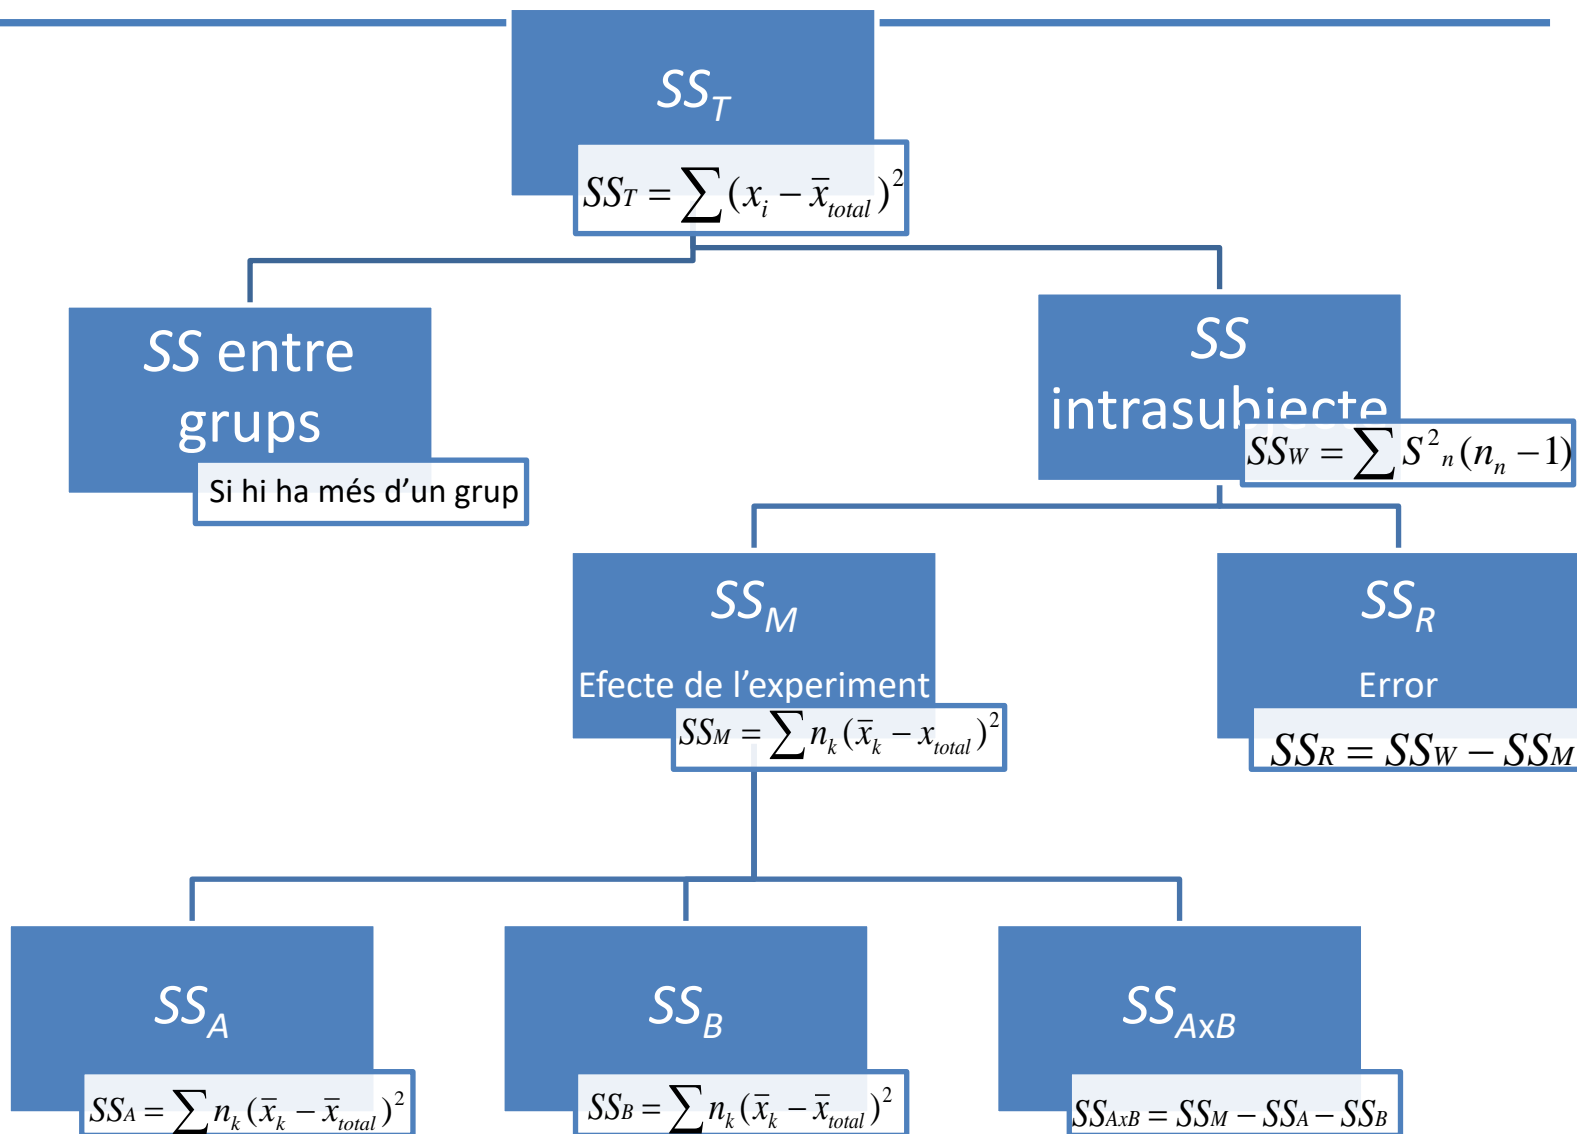 SS_T
SS_T = ∑(x_i − x̄_total)²
SS entre
grups
Si hi ha més d'un grup
SS
intrasubjecte
SS_W = ∑ S²_n (n_n − 1)
SS_M
Efecte de l'experiment
SS_M = ∑ n_k (x̄_k − x_total)²
SS_R
Error
SS_R = SS_W − SS_M
SS_A
SS_A = ∑ n_k (x̄_k − x̄_total)²
SS_B
SS_B = ∑ n_k (x̄_k − x̄_total)²
SS_AxB
SS_AxB = SS_M − SS_A − SS_B